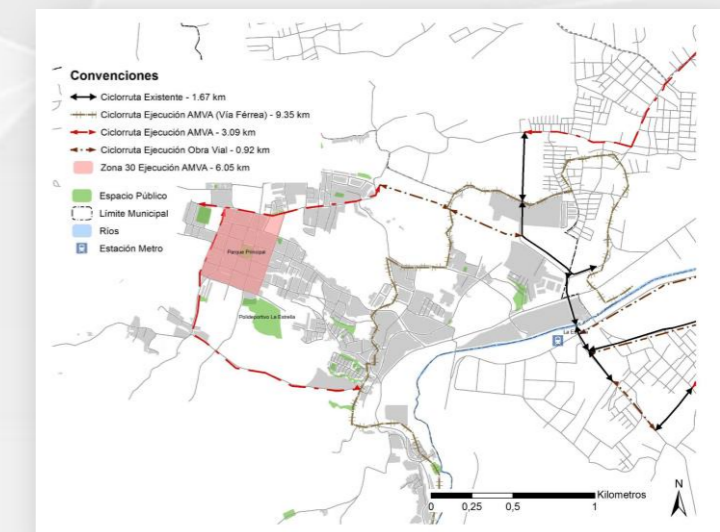 Convenciones
Ciclorruta Existente - 1.67 km
Ciclorruta Ejecución AMVA (Vía Férrea) - 9.35 km
Ciclorruta Ejecución AMVA - 3.09 km
Ciclorruta Ejecución Obra Vial - 0.92 km
Zona 30 Ejecución AMVA - 6.05 km
Espacio Público
Límite Municipal
Ríos
Estación Metro
Parque Principal
Polideportivo La Estrella
N
Kilometros
0 0,25 0,5 1